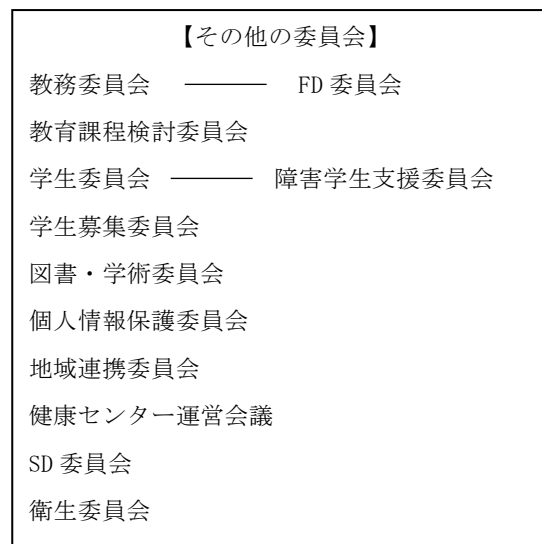 【その他の委員会】
教務委員会 ――― FD 委員会
教育課程検討委員会
学生委員会 ――― 障害学生支援委員会
学生募集委員会
図書・学術委員会
個人情報保護委員会
地域連携委員会
健康センター運営会議
SD 委員会
衛生委員会